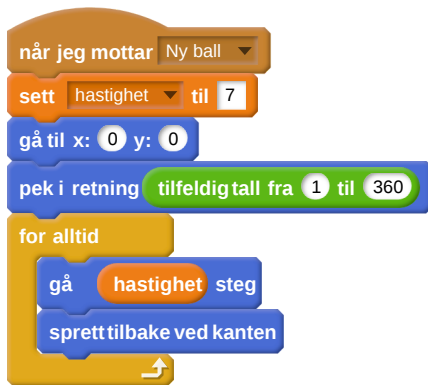 når jeg mottar Ny ball
sett hastighet til 7
gå til x: 0 y: 0
pek i retning tilfeldig tall fra 1 til 360
for alltid
gå hastighet steg
sprett tilbake ved kanten